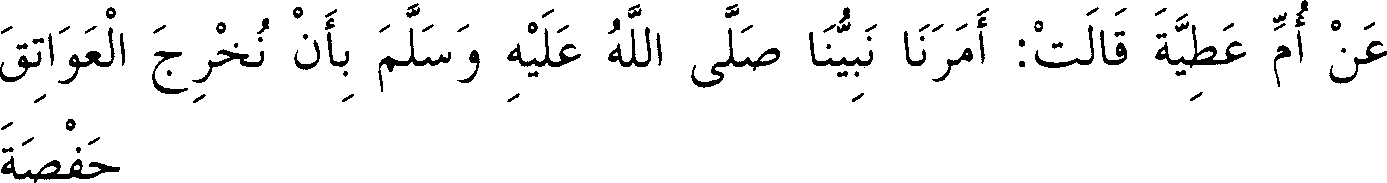 عَنْ أُمِّ عَطِيَّةَ قَالَتْ: أَمَرَنَا نَبِيُّنَا صَلَّى اللَّهُ عَلَيْهِ وَسَلَّمَ بِأَنْ نُخْرِجَ الْعَوَاتِقَ
حَفْصَةَ